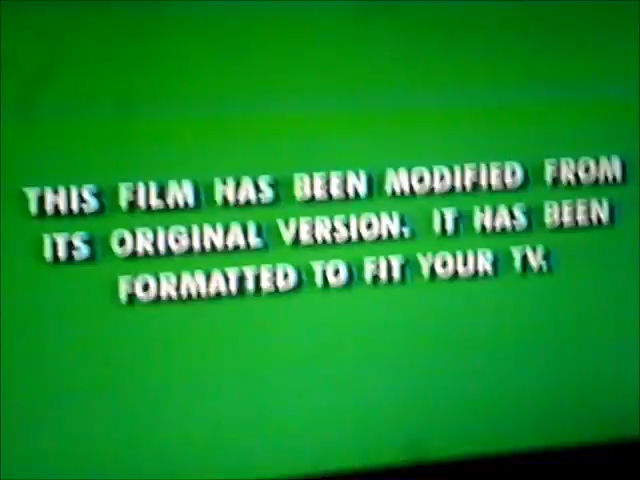 THIS FILM HAS BEEN MODIFIED FROM
ITS ORIGINAL VERSION. IT HAS BEEN
FORMATTED TO FIT YOUR TV.